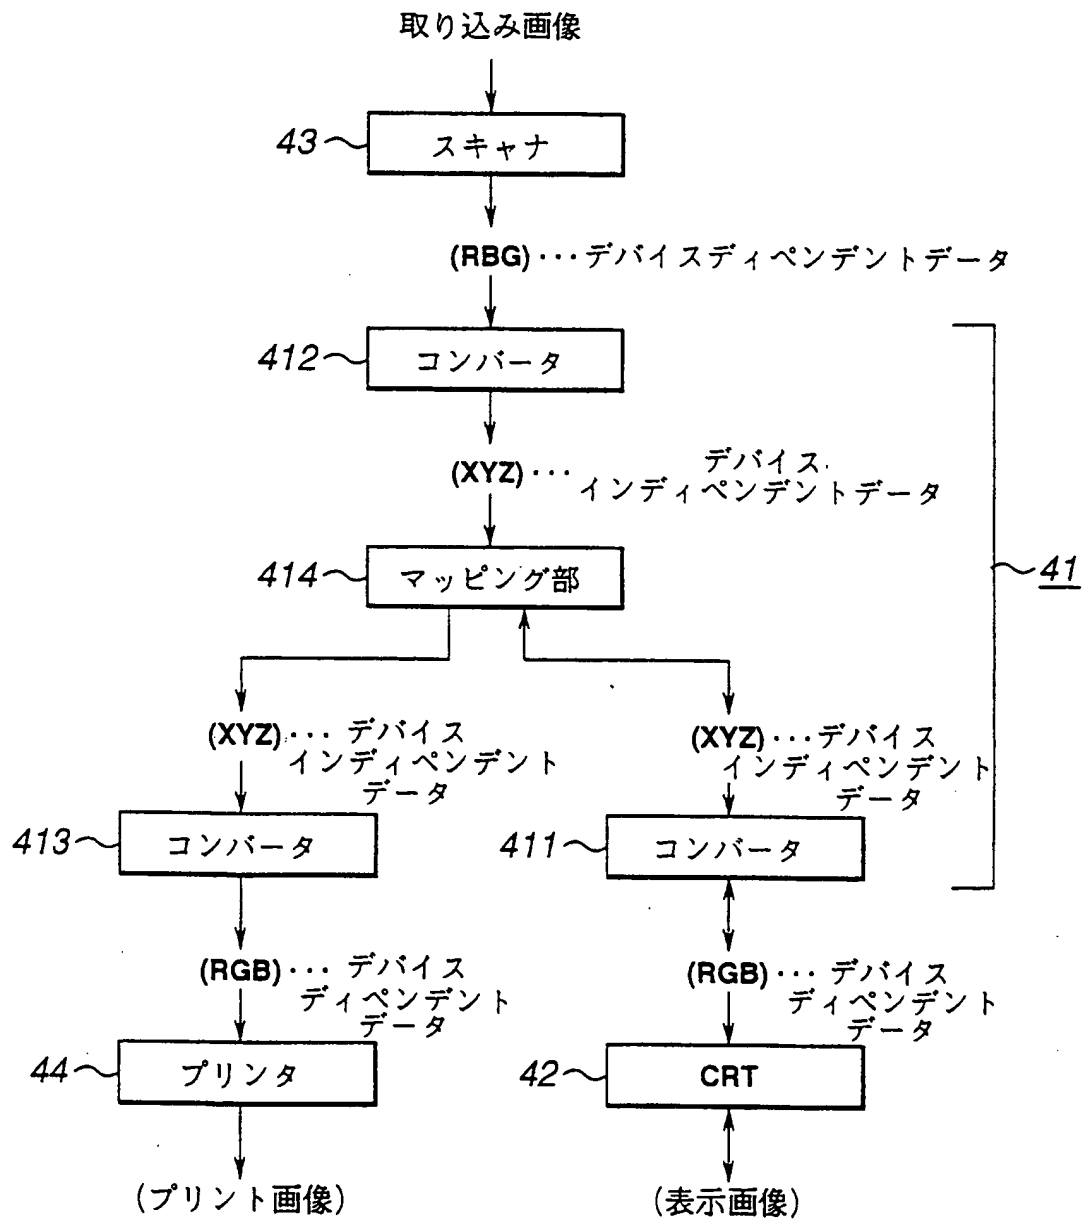 取り込み画像
43 スキャナ
(RBG)・・・デバイスディペンデントデータ
412 コンバータ
(XYZ)・・・デバイス
インディペンデントデータ
414 マッピング部
41
(XYZ)・・・デバイス
インディペンデント
データ
(XYZ)・・・デバイス
インディペンデント
データ
413 コンバータ
411 コンバータ
(RGB)・・・デバイス
ディペンデント
データ
(RGB)・・・デバイス
ディペンデント
データ
44 プリンタ
42 CRT
(プリント画像)
(表示画像)